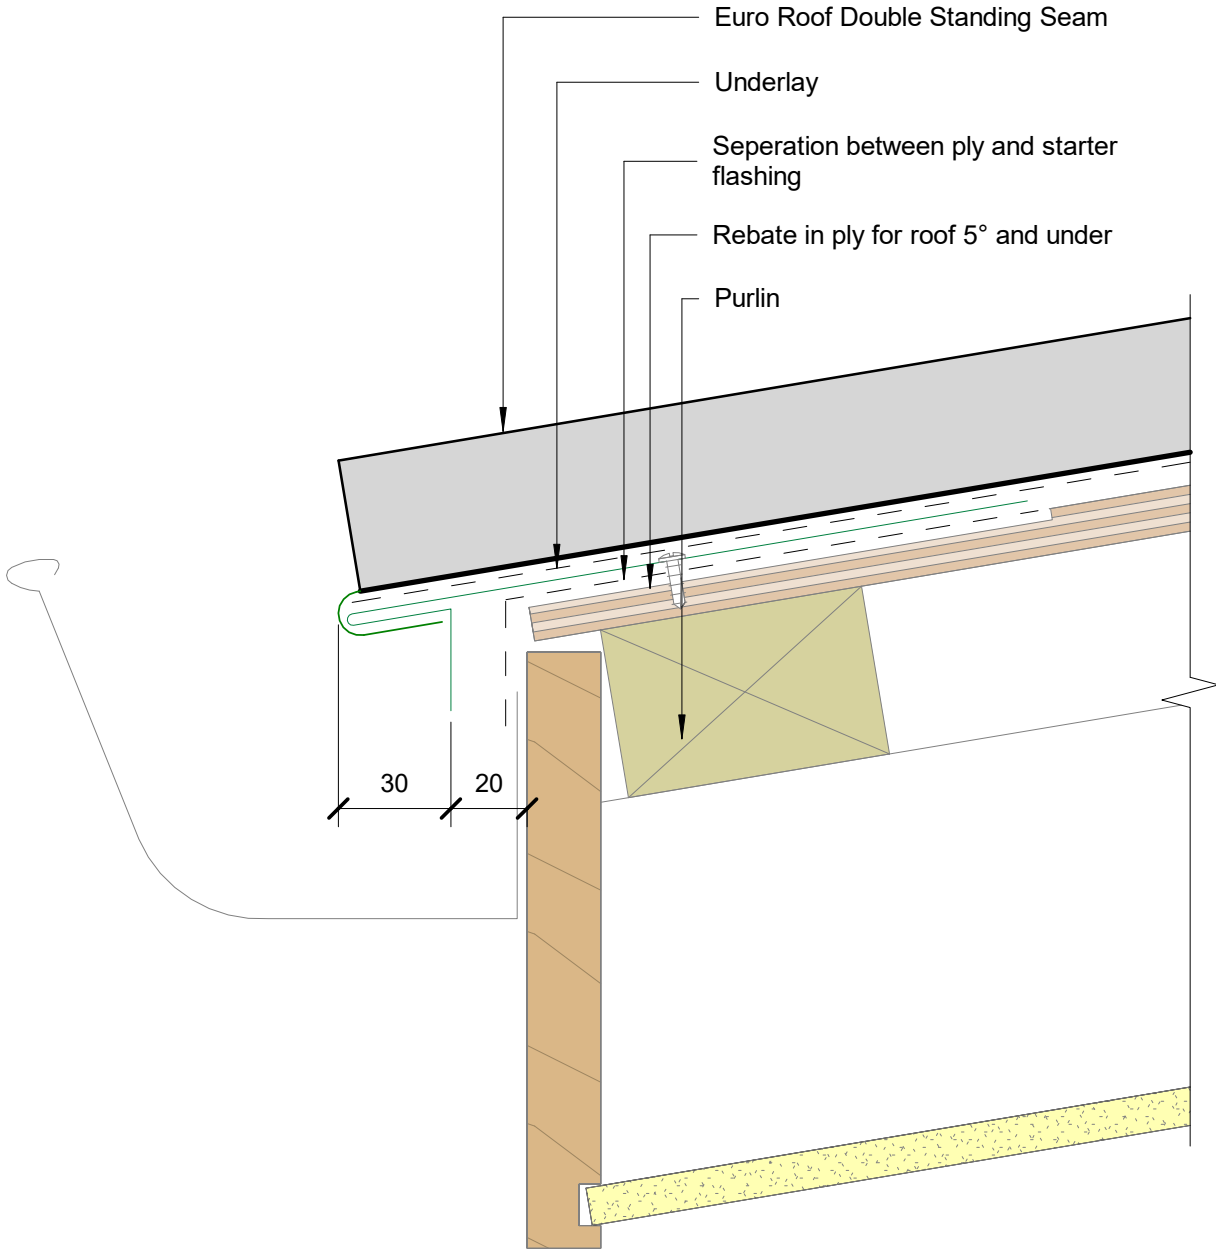 Euro Roof Double Standing Seam
Underlay
Seperation between ply and starter
flashing
Rebate in ply for roof 5° and under
Purlin
30
20